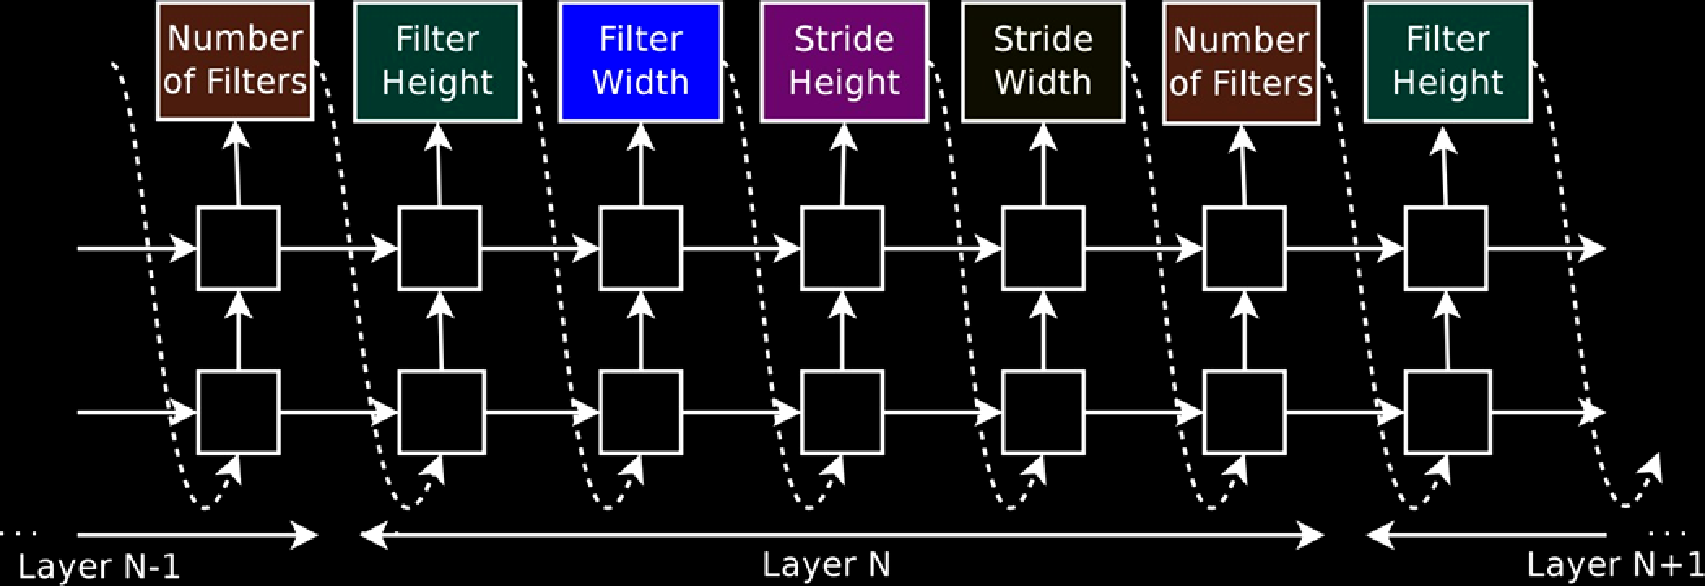 Number
of Filters
Filter
Height
Filter
Width
Stride
Height
Stride
Width
Number
of Filters
Filter
Height
...
Layer N-1
Layer N
...
Layer N+1